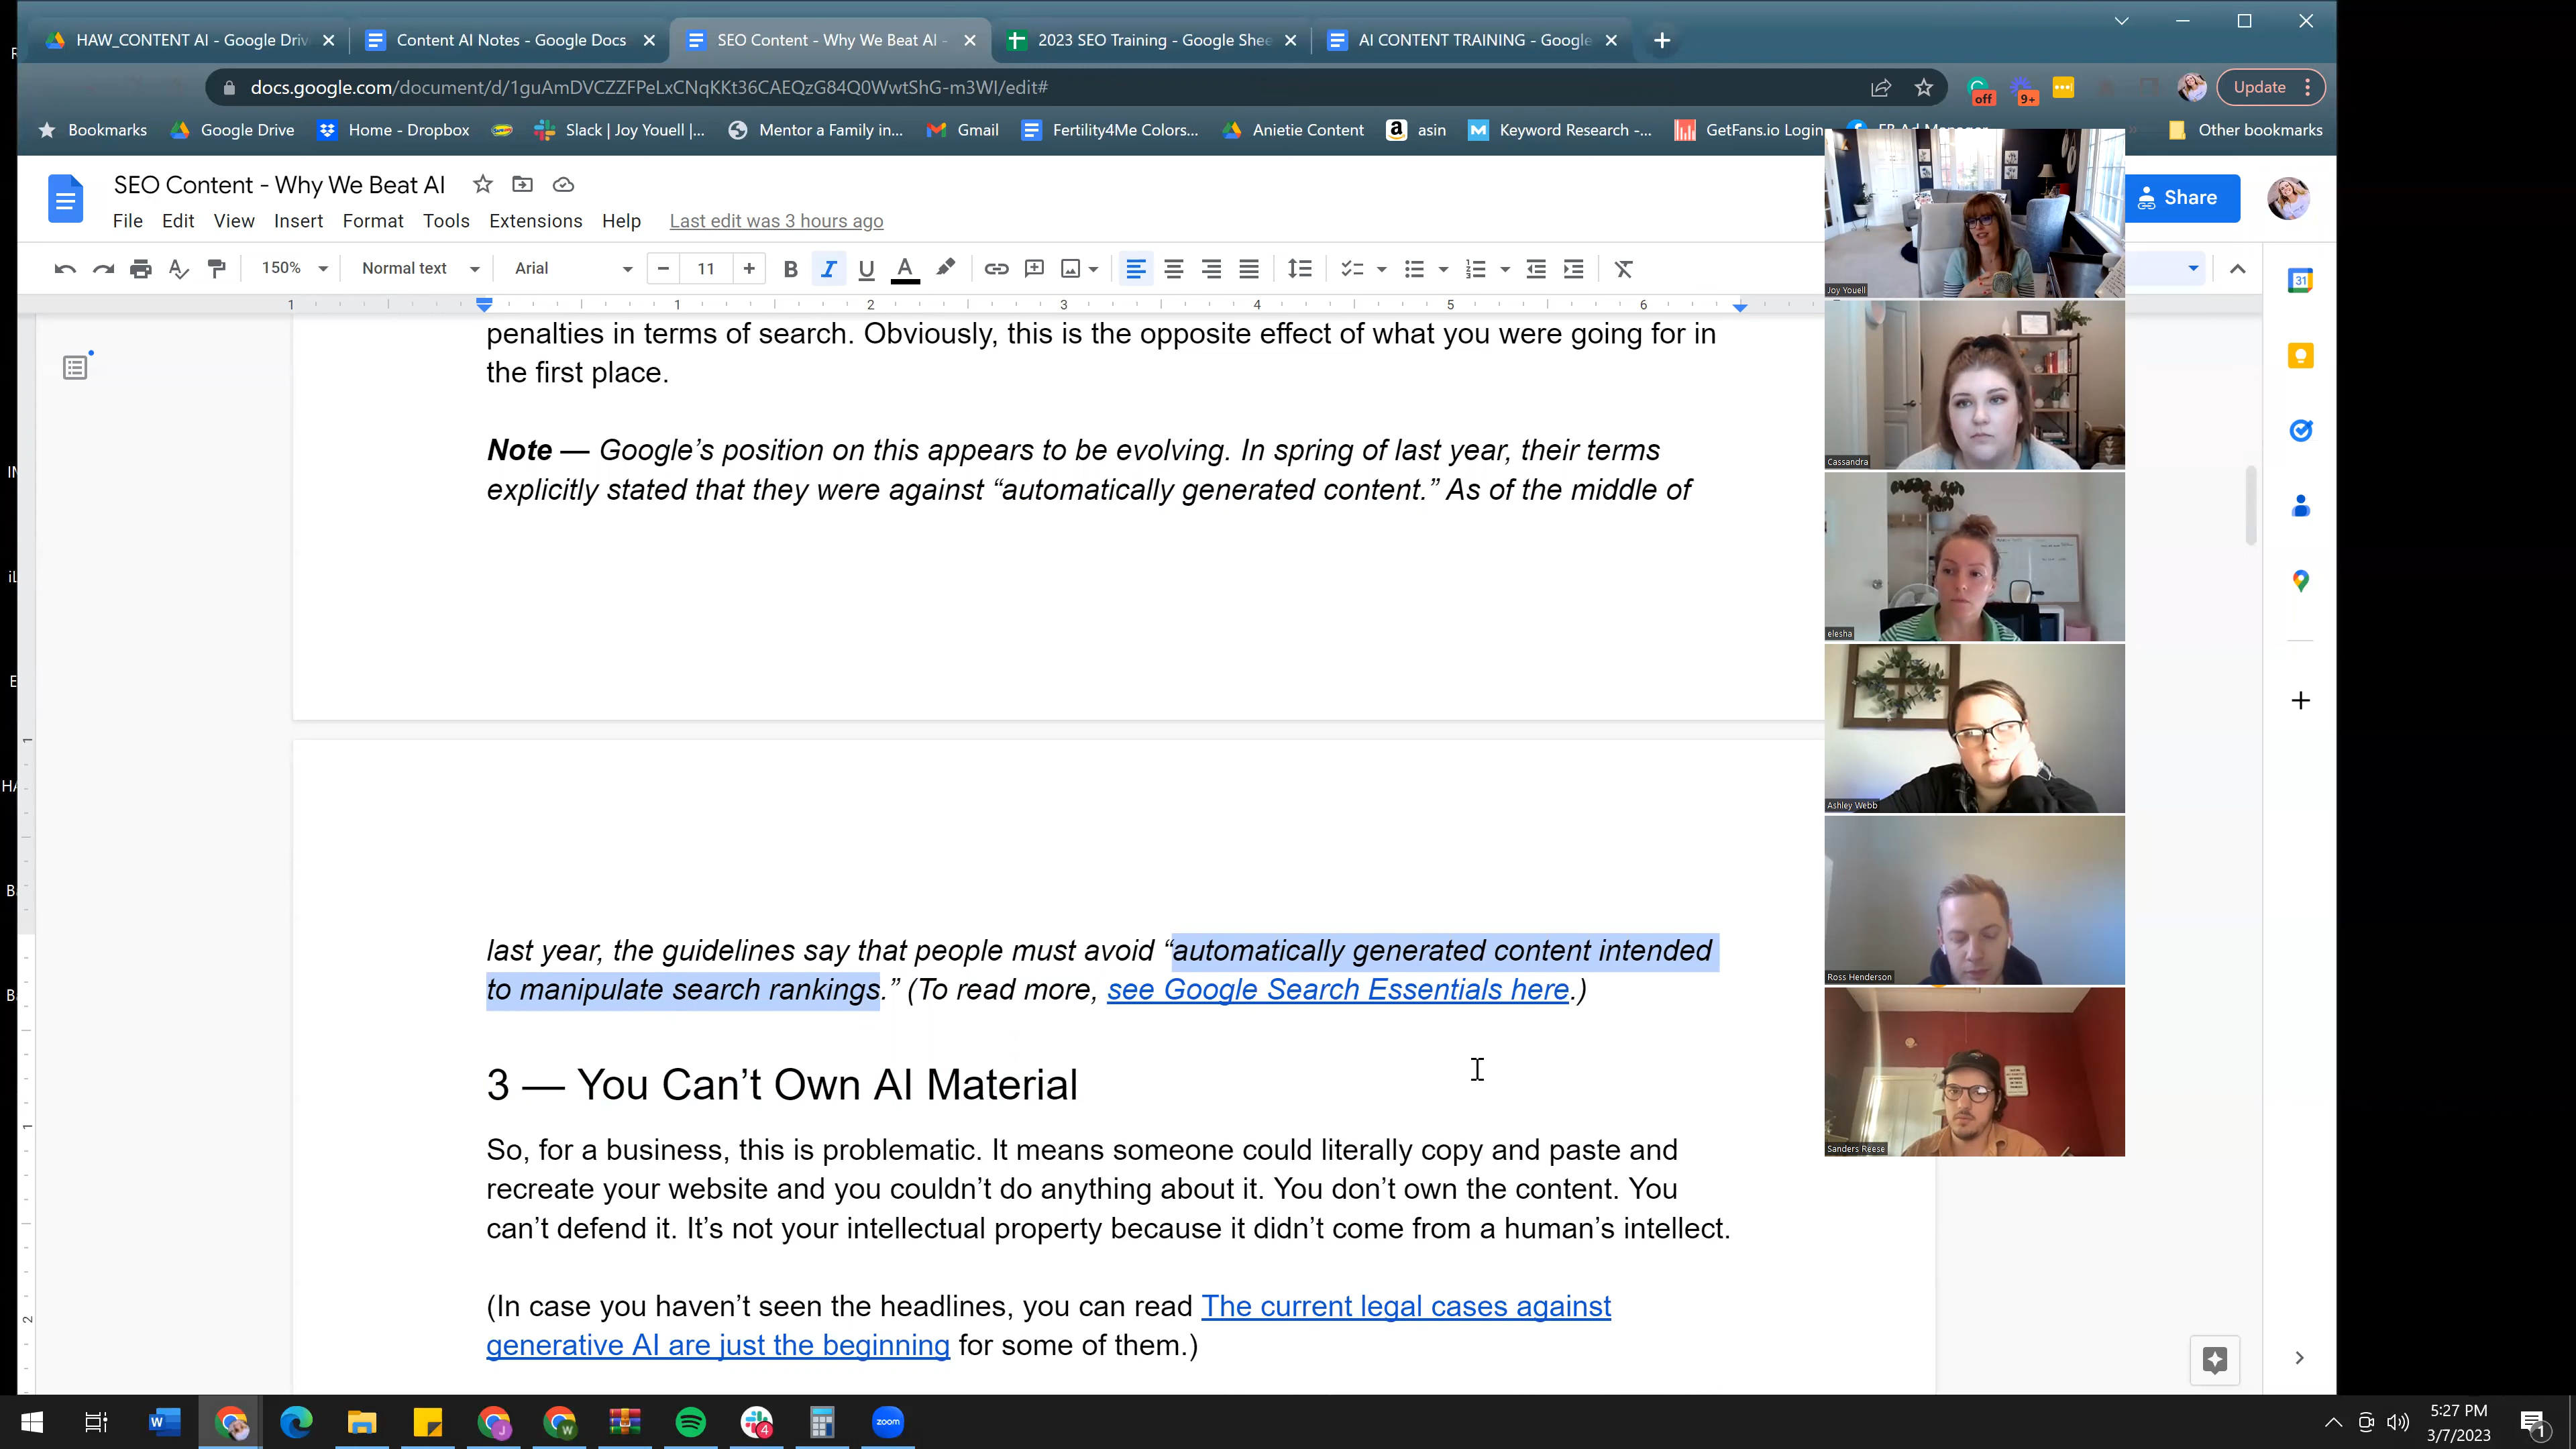 HAW_CONTENT AI - Google Driv
Content AI Notes - Google Docs
SEO Content - Why We Beat AI -
2023 SEO Training - Google Shee
AI CONTENT TRAINING - Google
docs.google.com/document/d/1guAmDVCZZFPeLxCNqKKt36CAEQzG84Q0WwtShG-m3WI/edit#
off
9+
Update
Bookmarks
Google Drive
Home - Dropbox
Slack | Joy Youell |...
Mentor a Family in...
Gmail
Fertility4Me Colors...
Anietie Content
asin
Keyword Research -...
GetFans.io Login
Other bookmarks
SEO Content - Why We Beat AI
Share
File Edit View Insert Format Tools Extensions Help Last edit was 3 hours ago
150% Normal text Arial 11
1 1 2 3 4 5 6
penalties in terms of search. Obviously, this is the opposite effect of what you were going for in
the first place.
Note — Google’s position on this appears to be evolving. In spring of last year, their terms
explicitly stated that they were against “automatically generated content.” As of the middle of
last year, the guidelines say that people must avoid “automatically generated content intended
to manipulate search rankings.” (To read more, see Google Search Essentials here.)
3 — You Can’t Own AI Material
So, for a business, this is problematic. It means someone could literally copy and paste and
recreate your website and you couldn’t do anything about it. You don’t own the content. You
can’t defend it. It’s not your intellectual property because it didn’t come from a human’s intellect.
(In case you haven’t seen the headlines, you can read The current legal cases against
generative AI are just the beginning for some of them.)
Joy Youell
Cassandra
elesha
Ashley Webb
Ross Henderson
Sanders Reese
31
zoom
4
5:27 PM
3/7/2023
1